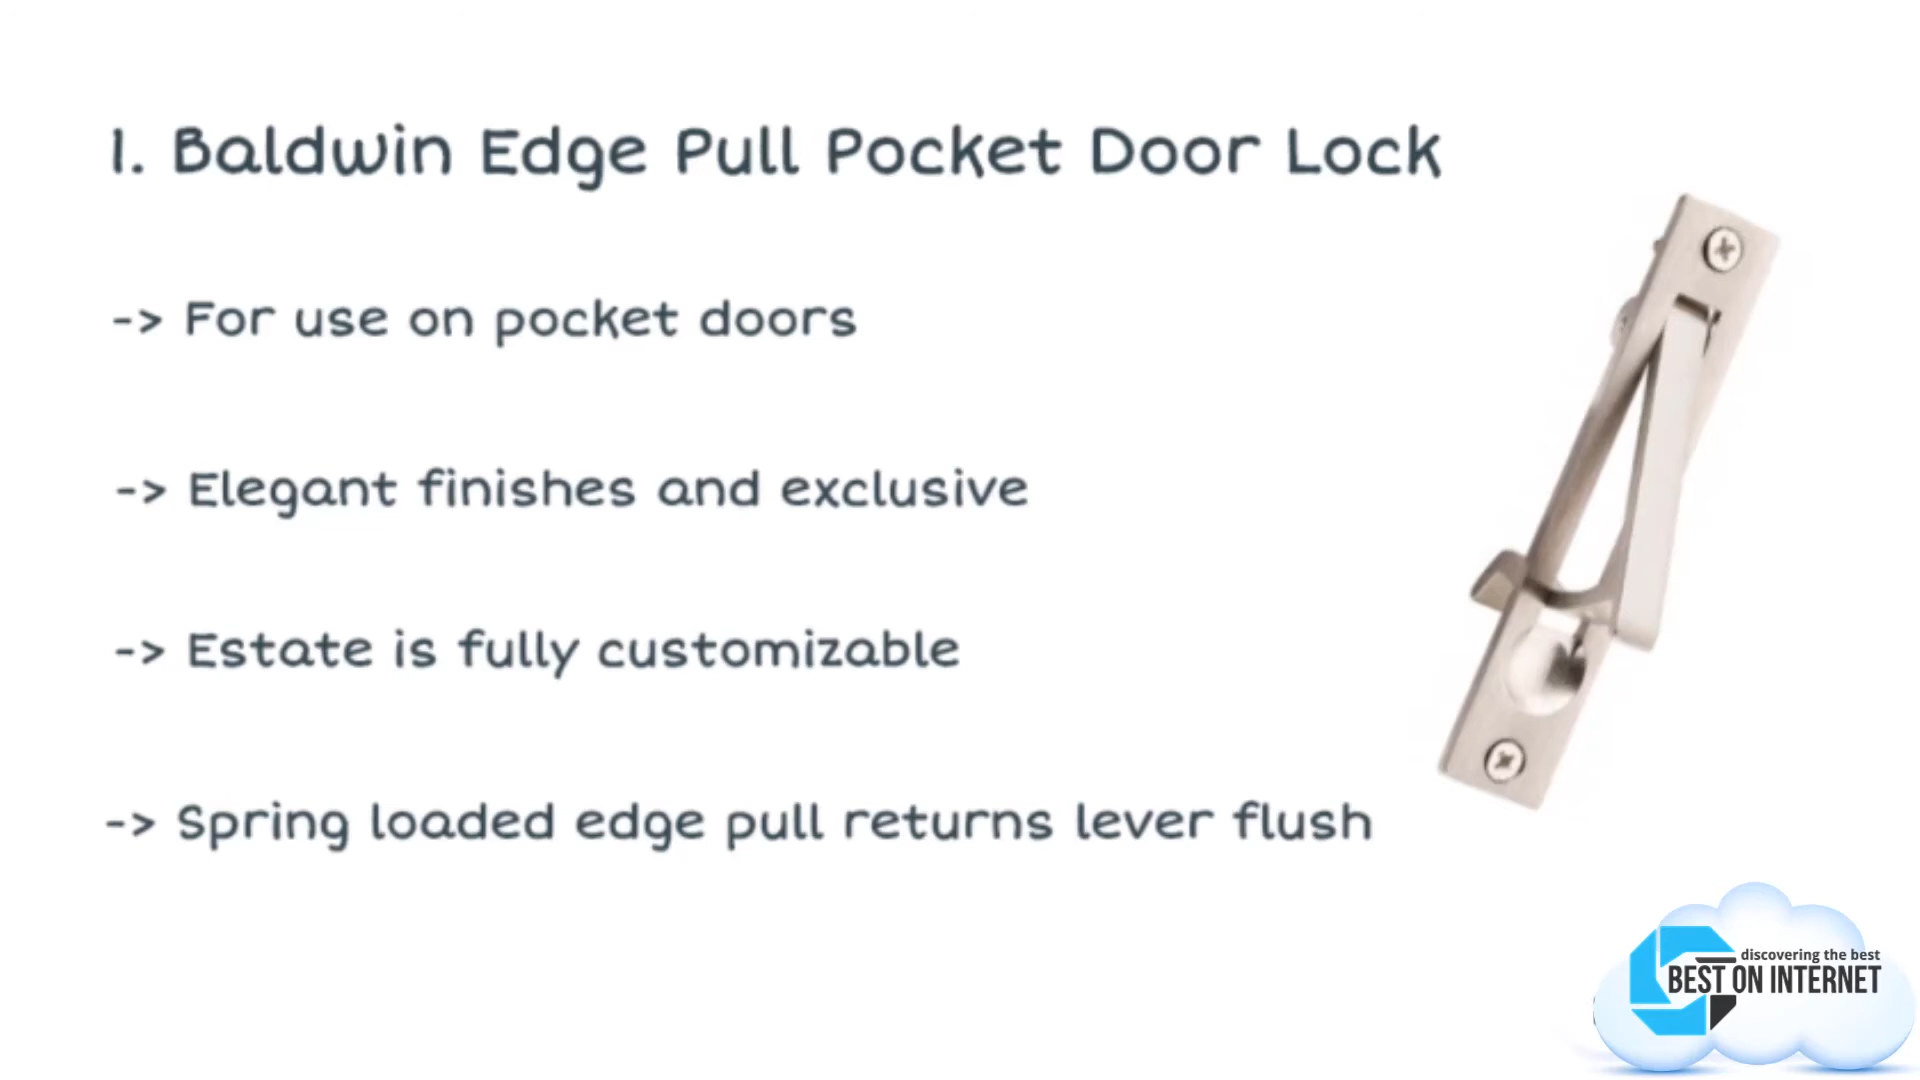 1. Baldwin Edge Pull Pocket Door Lock
-> For use on pocket doors
-> Elegant finishes and exclusive
-> Estate is fully customizable
-> Spring loaded edge pull returns lever flush
discovering the best
BEST ON INTERNET